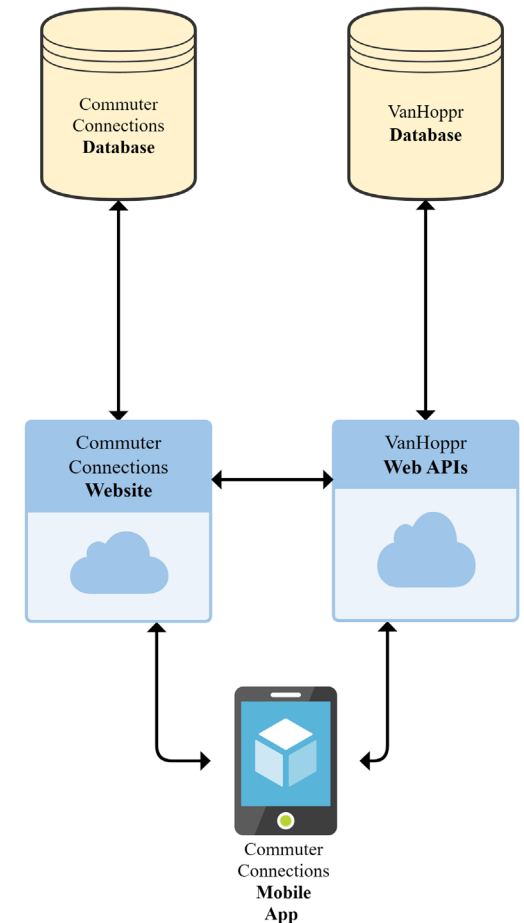 Commuter
Connections
Database
VanHoppr
Database
Commuter
Connections
Website
VanHoppr
Web APIs
Commuter
Connections
Mobile
App